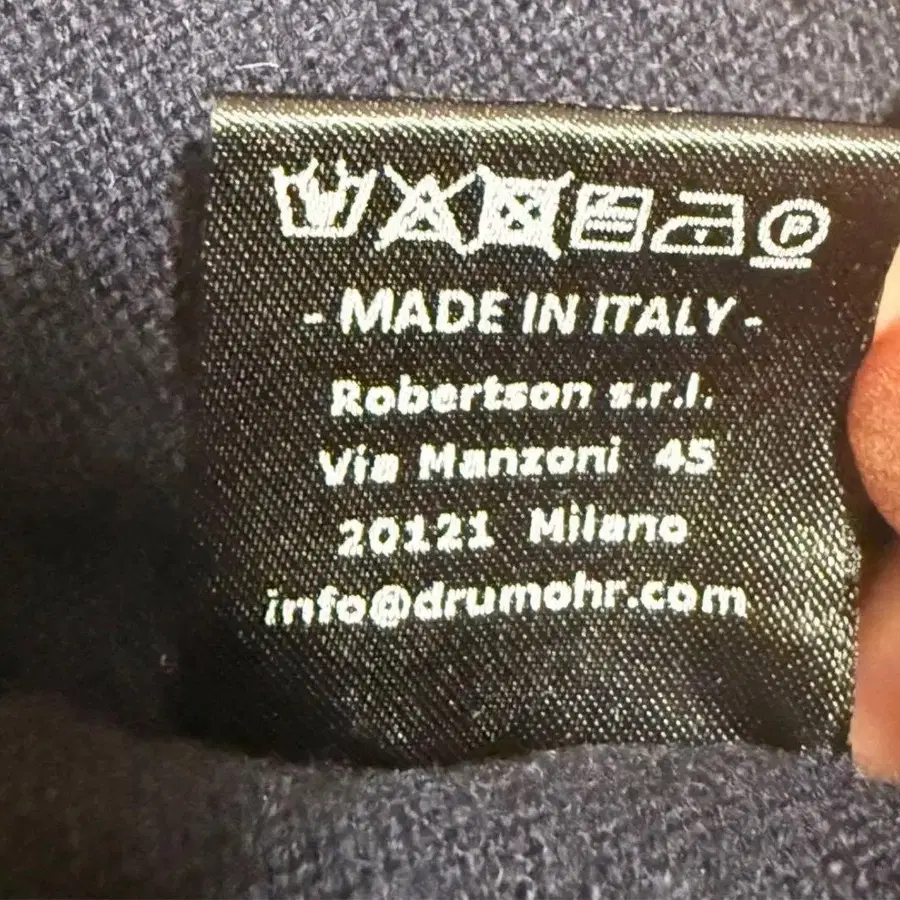 - MADE IN ITALY -
Robertson s.r.l.
Via Manzoni 45
20121 Milano
info@drumohr.com